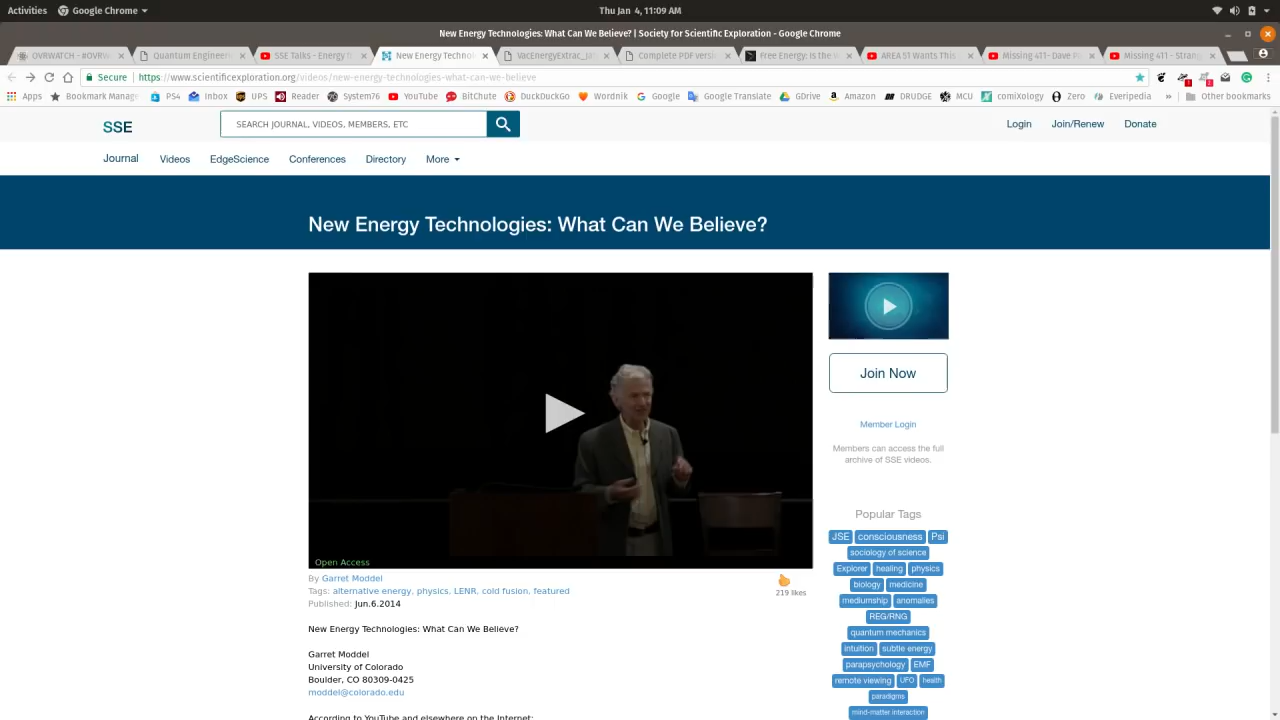 Activities Google Chrome Thu Jan 4, 11:09 AM
New Energy Technologies: What Can We Believe? | Society for Scientific Exploration - Google Chrome
OVRWATCH - #OVRW Quantum Engineeri SSE Talks - Energy T New Energy Technol VacEnergyExtrac_JA Complete PDF versi Free Energy: Is the M AREA 51 Wants This Missing 411- Dave P Missing 411 - Strang
Secure https://www.scientificexploration.org/videos/new-energy-technologies-what-can-we-believe
Apps Bookmark Manage PS4 Inbox UPS Reader System76 YouTube BitChute DuckDuckGo Wordnik Google Google Translate GDrive Amazon DRUDGE MCU comiXology Zero Everipedia » Other bookmarks
SSE
SEARCH JOURNAL, VIDEOS, MEMBERS, ETC
Login Join/Renew Donate
Journal Videos EdgeScience Conferences Directory More
New Energy Technologies: What Can We Believe?
Open Access
By Garret Moddel
219 likes
Tags: alternative energy, physics, LENR, cold fusion, featured
Published: Jun.6.2014
New Energy Technologies: What Can We Believe?
Garret Moddel
University of Colorado
Boulder, CO 80309-0425
moddel@colorado.edu
According to YouTube and elsewhere on the Internet:
Join Now
Member Login
Members can access the full
archive of SSE videos.
Popular Tags
JSE consciousness Psi
sociology of science
Explorer healing physics
biology medicine
mediumship anomalies
REG/RNG
quantum mechanics
intuition subtle energy
parapsychology EMF
remote viewing UFO health
paradigms
mind-matter interaction